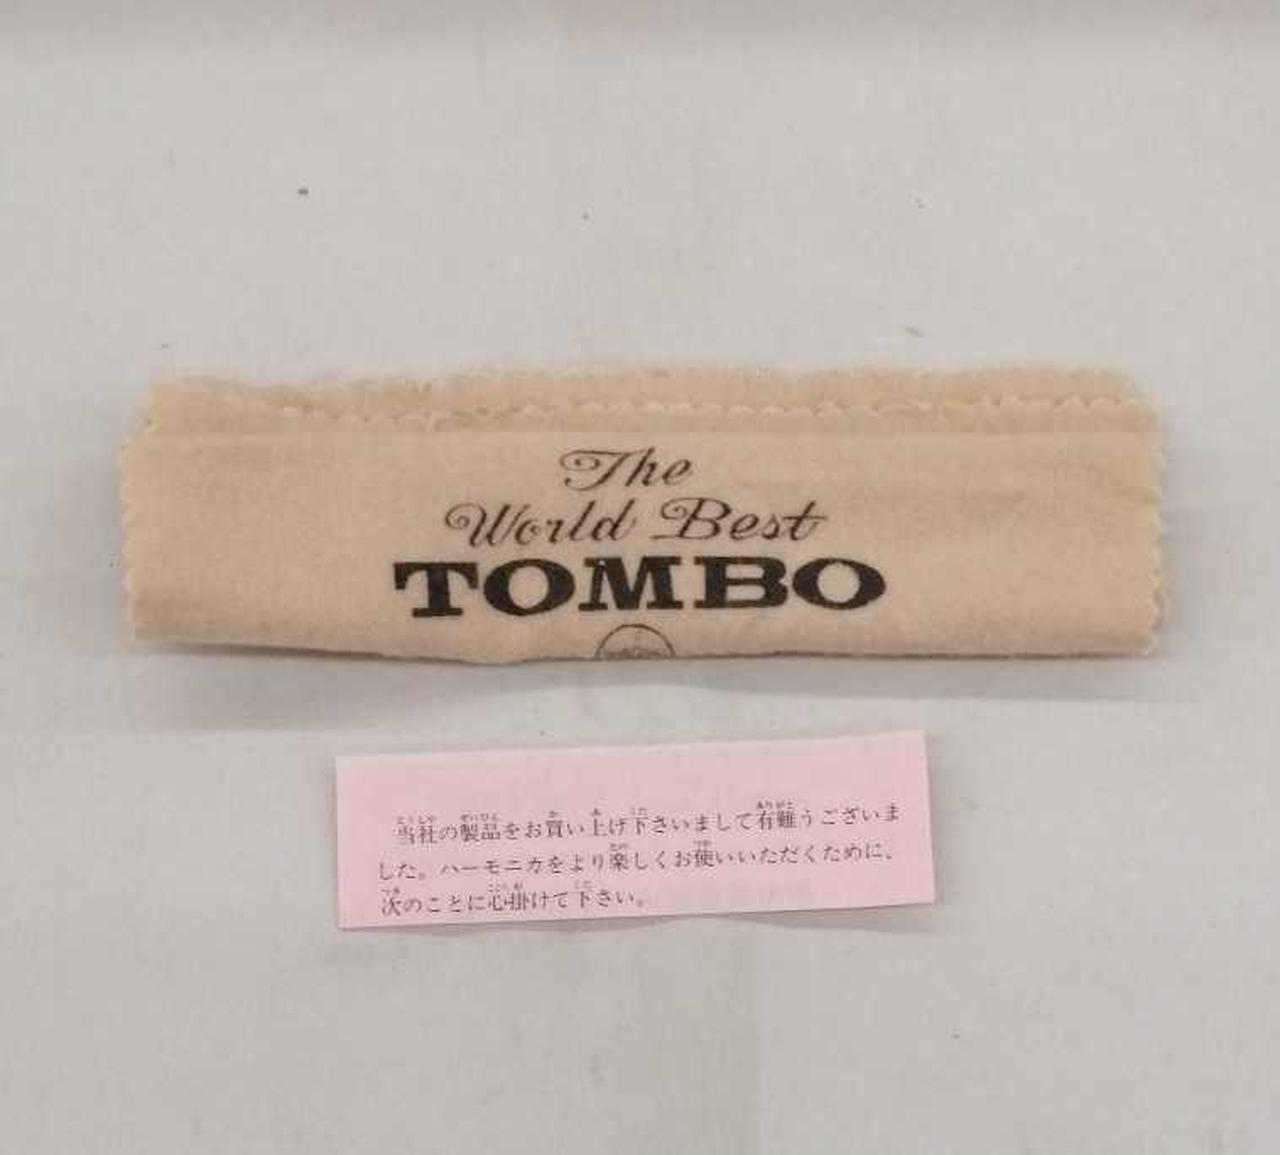 The
World Best
TOMBO
当社の製品をお買い上げ下さいまして有難うございま
した。ハーモニカをより楽しくお使いいただくために、
次のことに心掛けて下さい。